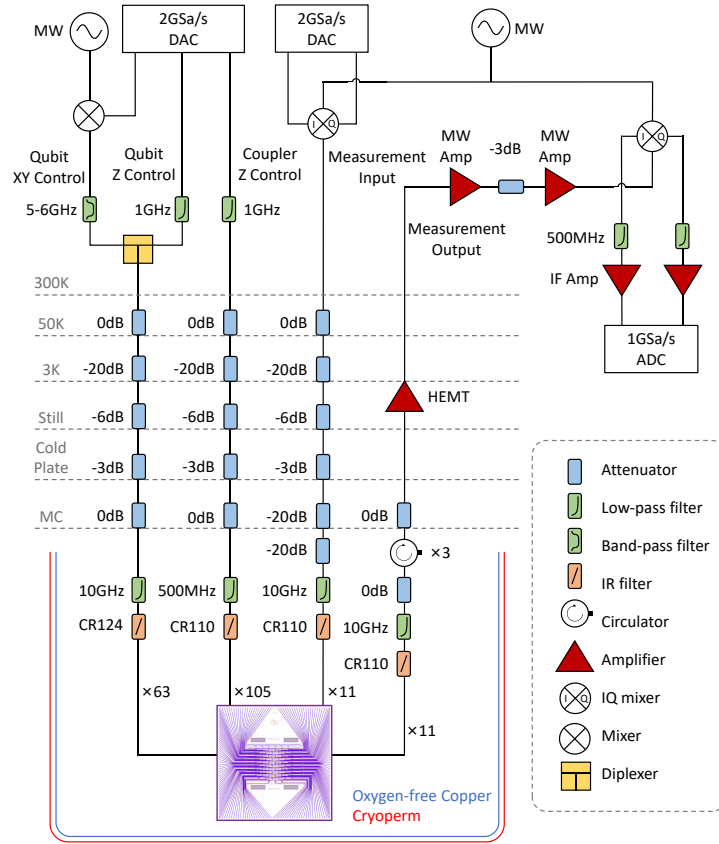 MW
2GSa/s
DAC
2GSa/s
DAC
MW
I
Q
I
Q
Qubit
XY Control
Qubit
Z Control
Coupler
Z Control
Measurement
Input
MW
Amp
-3dB
MW
Amp
5-6GHz
1GHz
1GHz
Measurement
Output
500MHz
IF Amp
1GSa/s
ADC
300K
50K
0dB
0dB
0dB
3K
-20dB
-20dB
-20dB
HEMT
Still
-6dB
-6dB
-6dB
Cold
Plate
-3dB
-3dB
-3dB
MC
0dB
0dB
-20dB
0dB
-20dB
×3
10GHz
500MHz
10GHz
0dB
CR124
CR110
CR110
10GHz
CR110
×63
×105
×11
×11
Oxygen-free Copper
Cryoperm
Attenuator
Low-pass filter
Band-pass filter
IR filter
Circulator
Amplifier
I
Q
IQ mixer
Mixer
Diplexer